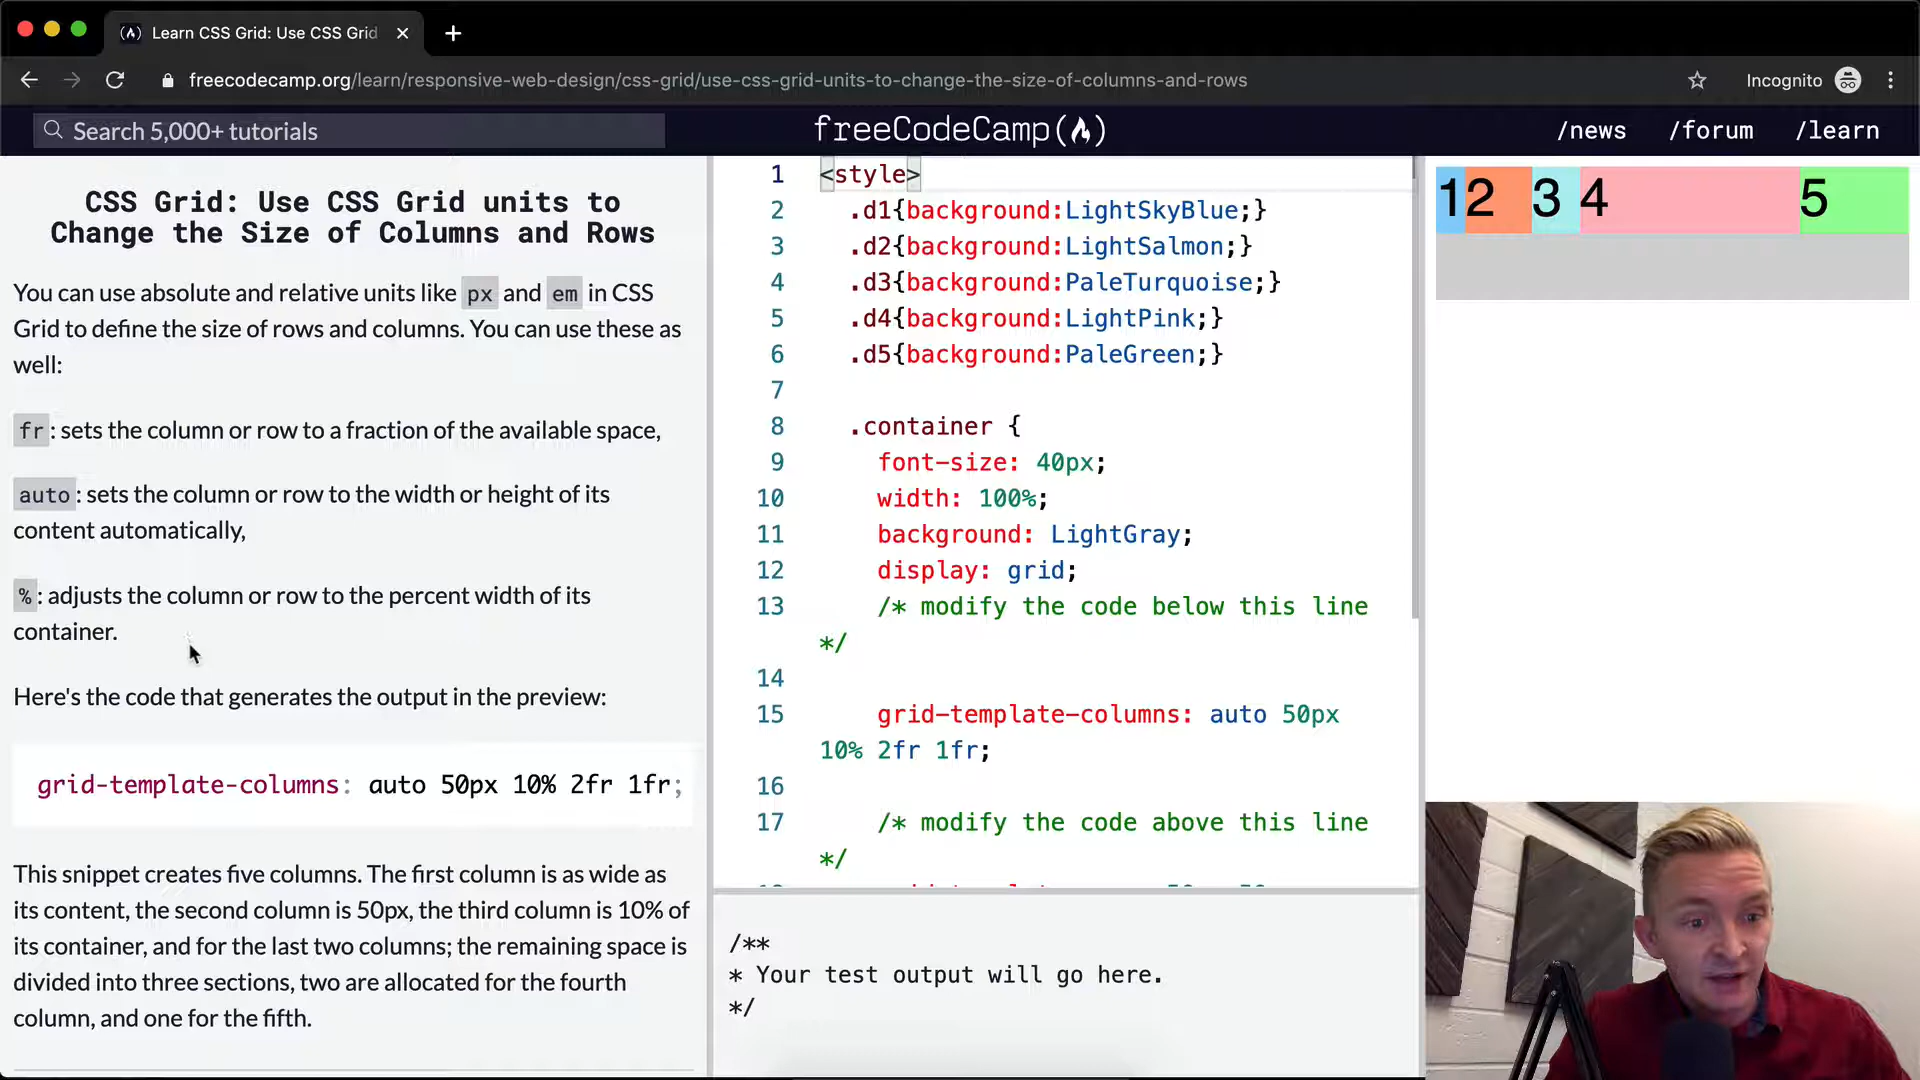 Learn CSS Grid: Use CSS Grid
freecodecamp.org/learn/responsive-web-design/css-grid/use-css-grid-units-to-change-the-size-of-columns-and-rows
Incognito
Search 5,000+ tutorials
freeCodeCamp
/news /forum /learn
CSS Grid: Use CSS Grid units to
Change the Size of Columns and Rows
You can use absolute and relative units like px and em in CSS
Grid to define the size of rows and columns. You can use these as
well:
fr: sets the column or row to a fraction of the available space,
auto: sets the column or row to the width or height of its
content automatically,
%: adjusts the column or row to the percent width of its
container.
Here's the code that generates the output in the preview:
grid-template-columns: auto 50px 10% 2fr 1fr;
This snippet creates five columns. The first column is as wide as
its content, the second column is 50px, the third column is 10% of
its container, and for the last two columns; the remaining space is
divided into three sections, two are allocated for the fourth
column, and one for the fifth.
1 <style>
2 .d1{background:LightSkyBlue;}
3 .d2{background:LightSalmon;}
4 .d3{background:PaleTurquoise;}
5 .d4{background:LightPink;}
6 .d5{background:PaleGreen;}
7
8 .container {
9 font-size: 40px;
10 width: 100%;
11 background: LightGray;
12 display: grid;
13 /* modify the code below this line
*/
14
15 grid-template-columns: auto 50px
10% 2fr 1fr;
16
17 /* modify the code above this line
*/
/**
* Your test output will go here.
*/
1 2 3 4 5